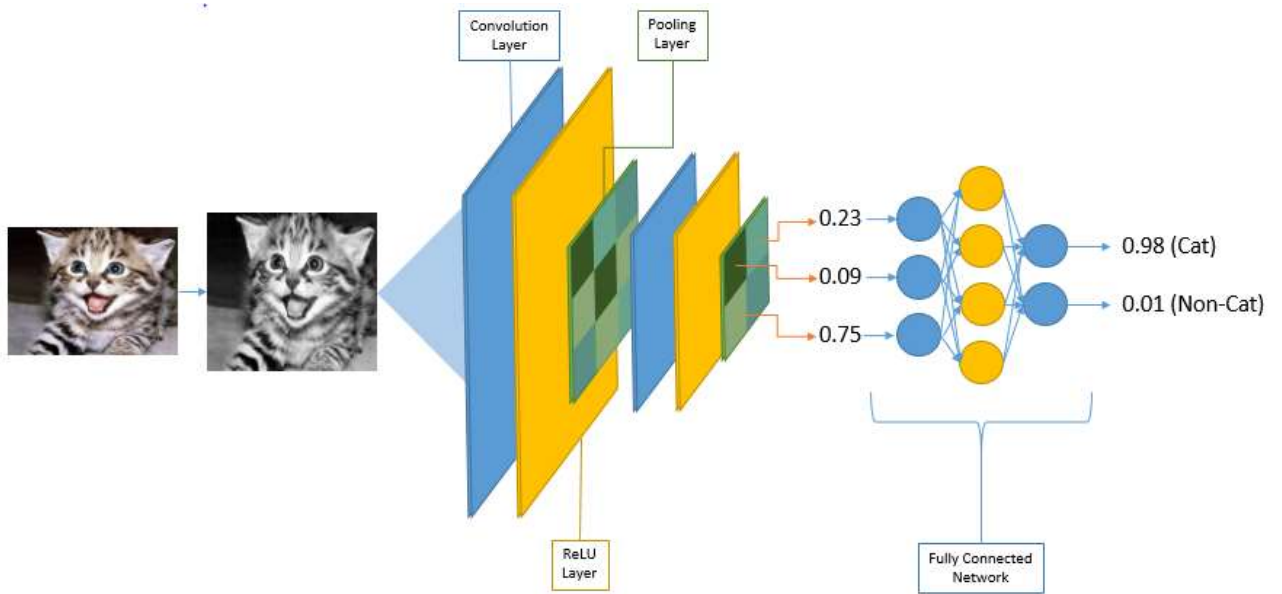 Convolution
Layer
Pooling
Layer
0.23
0.09
0.75
0.98 (Cat)
0.01 (Non-Cat)
ReLU
Layer
Fully Connected
Network